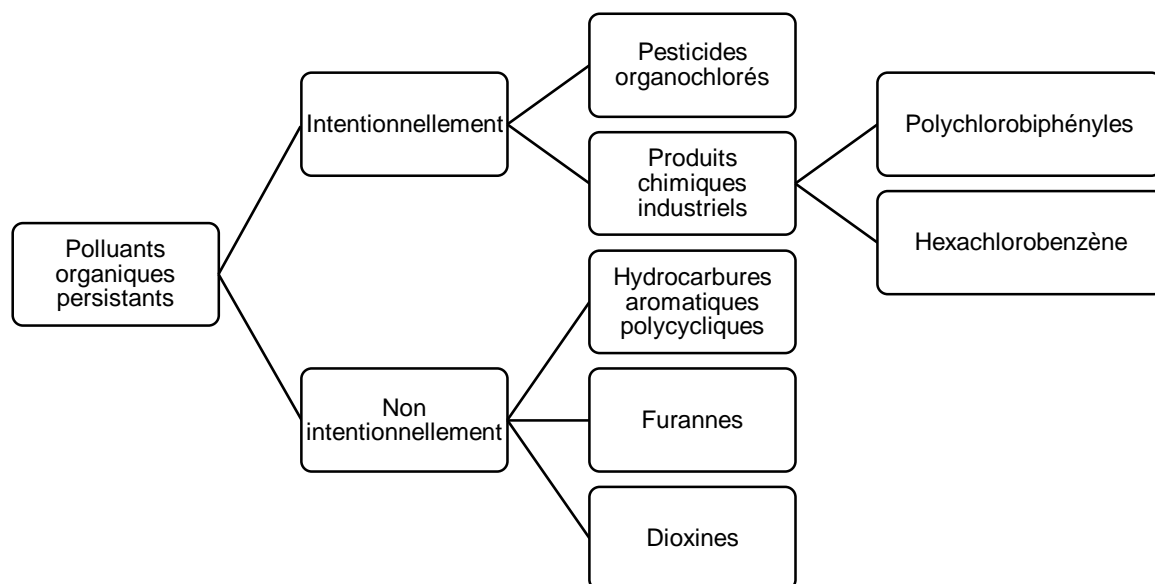 Polluants
organiques
persistants
Intentionnellement
Pesticides
organochlorés
Produits
chimiques
industriels
Polychlorobiphényles
Hexachlorobenzène
Non
intentionnellement
Hydrocarbures
aromatiques
polycycliques
Furannes
Dioxines